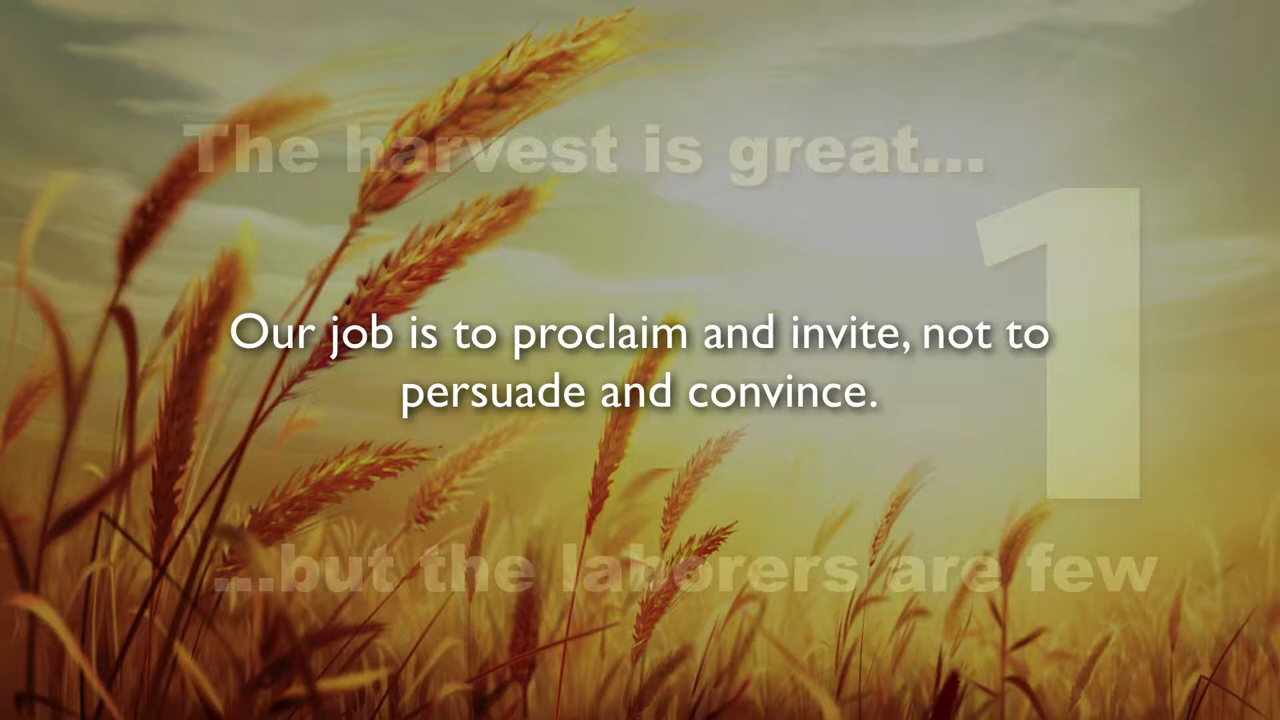 The harvest is great...
1
Our job is to proclaim and invite, not to
persuade and convince.
...but the laborers are few